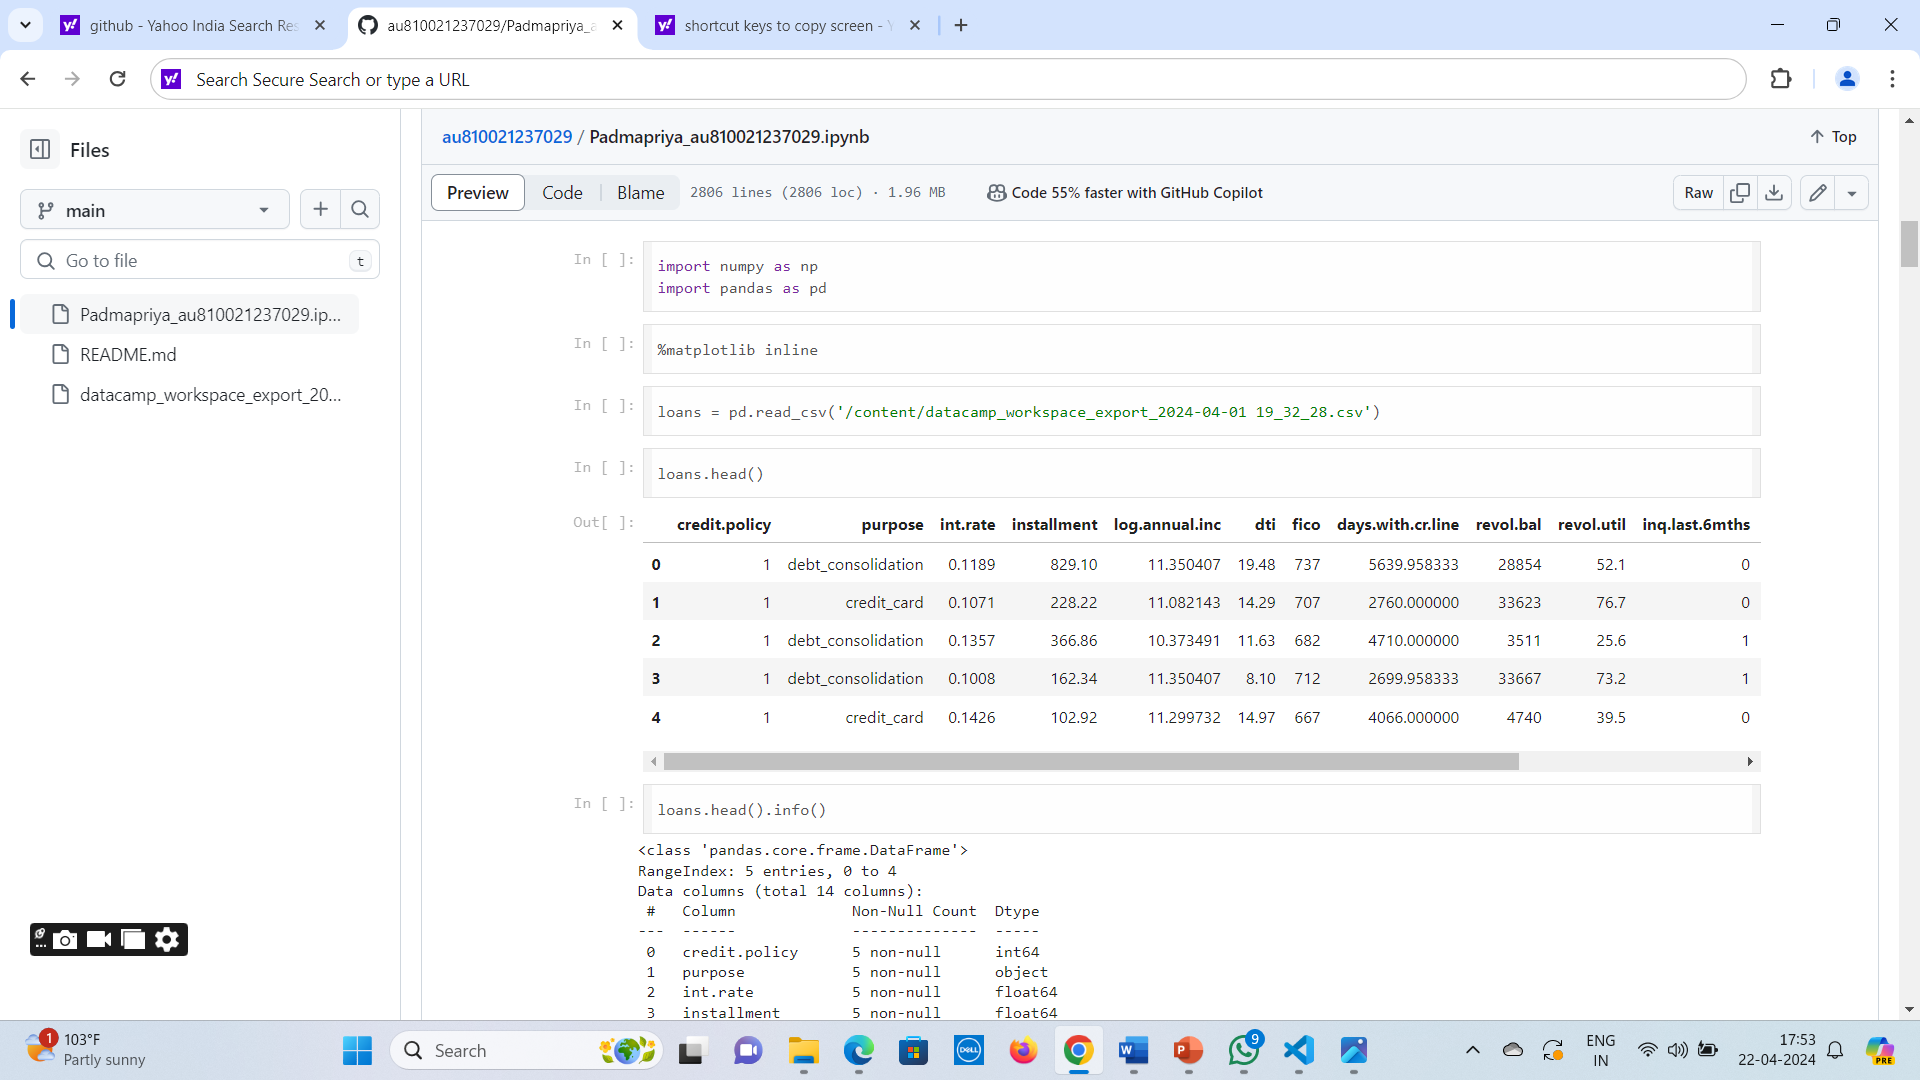 github - Yahoo India Search Res
au810021237029/Padmapriya_a
shortcut keys to copy screen - Y
Search Secure Search or type a URL
Files
au810021237029 / Padmapriya_au810021237029.ipynb
Top
main
Preview Code Blame 2806 lines (2806 loc) · 1.96 MB Code 55% faster with GitHub Copilot Raw
Go to file t
Padmapriya_au810021237029.ip...
README.md
datacamp_workspace_export_20...
In [ ]: import numpy as np
import pandas as pd
In [ ]: %matplotlib inline
In [ ]: loans = pd.read_csv('/content/datacamp_workspace_export_2024-04-01 19_32_28.csv')
In [ ]: loans.head()
Out[ ]: credit.policy purpose int.rate installment log.annual.inc dti fico days.with.cr.line revol.bal revol.util inq.last.6mths
0 1 debt_consolidation 0.1189 829.10 11.350407 19.48 737 5639.958333 28854 52.1 0
1 1 credit_card 0.1071 228.22 11.082143 14.29 707 2760.000000 33623 76.7 0
2 1 debt_consolidation 0.1357 366.86 10.373491 11.63 682 4710.000000 3511 25.6 1
3 1 debt_consolidation 0.1008 162.34 11.350407 8.10 712 2699.958333 33667 73.2 1
4 1 credit_card 0.1426 102.92 11.299732 14.97 667 4066.000000 4740 39.5 0
In [ ]: loans.head().info()
<class 'pandas.core.frame.DataFrame'>
RangeIndex: 5 entries, 0 to 4
Data columns (total 14 columns):
# Column Non-Null Count Dtype
--- ------ -------------- -----
0 credit.policy 5 non-null int64
1 purpose 5 non-null object
2 int.rate 5 non-null float64
3 installment 5 non-null float64
1
103°F
Partly sunny
Search
DELL
9
ENG
IN
17:53
22-04-2024
PRE